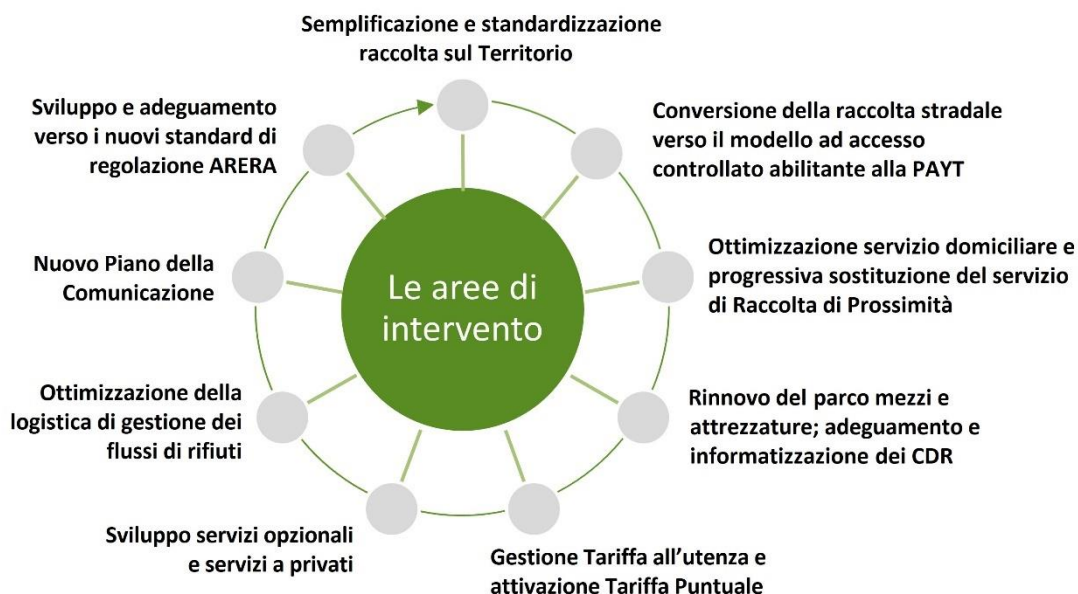 Semplificazione e standardizzazione
raccolta sul Territorio
Conversione della raccolta stradale
verso il modello ad accesso
controllato abilitante alla PAYT
Ottimizzazione servizio domiciliare e
progressiva sostituzione del servizio
di Raccolta di Prossimità
Rinnovo del parco mezzi e
attrezzature; adeguamento e
informatizzazione dei CDR
Gestione Tariffa all’utenza e
attivazione Tariffa Puntuale
Sviluppo servizi opzionali
e servizi a privati
Ottimizzazione della
logistica di gestione dei
flussi di rifiuti
Nuovo Piano della
Comunicazione
Sviluppo e adeguamento
verso i nuovi standard di
regolazione ARERA
Le aree di
intervento